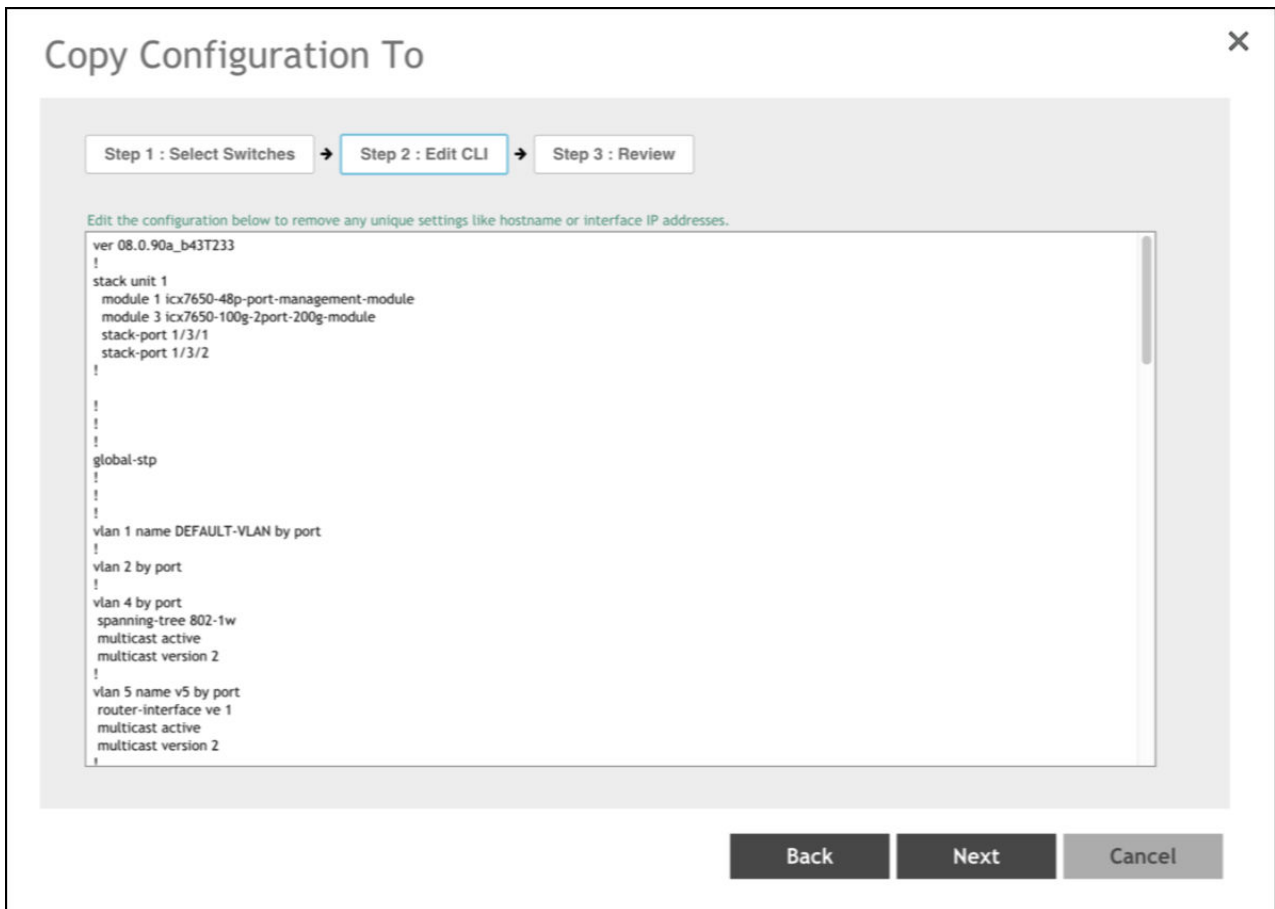 Copy Configuration To
Step 1 : Select Switches
Step 2 : Edit CLI
Step 3 : Review
Edit the configuration below to remove any unique settings like hostname or interface IP addresses.
ver 08.0.90a_b43T233
!
stack unit 1
module 1 icx7650-48p-port-management-module
module 3 icx7650-100g-2port-200g-module
stack-port 1/3/1
stack-port 1/3/2
!
!
!
!
global-stp
!
!
!
vlan 1 name DEFAULT-VLAN by port
!
vlan 2 by port
!
vlan 4 by port
spanning-tree 802-1w
multicast active
multicast version 2
!
vlan 5 name v5 by port
router-interface ve 1
multicast active
multicast version 2
!
Back
Next
Cancel